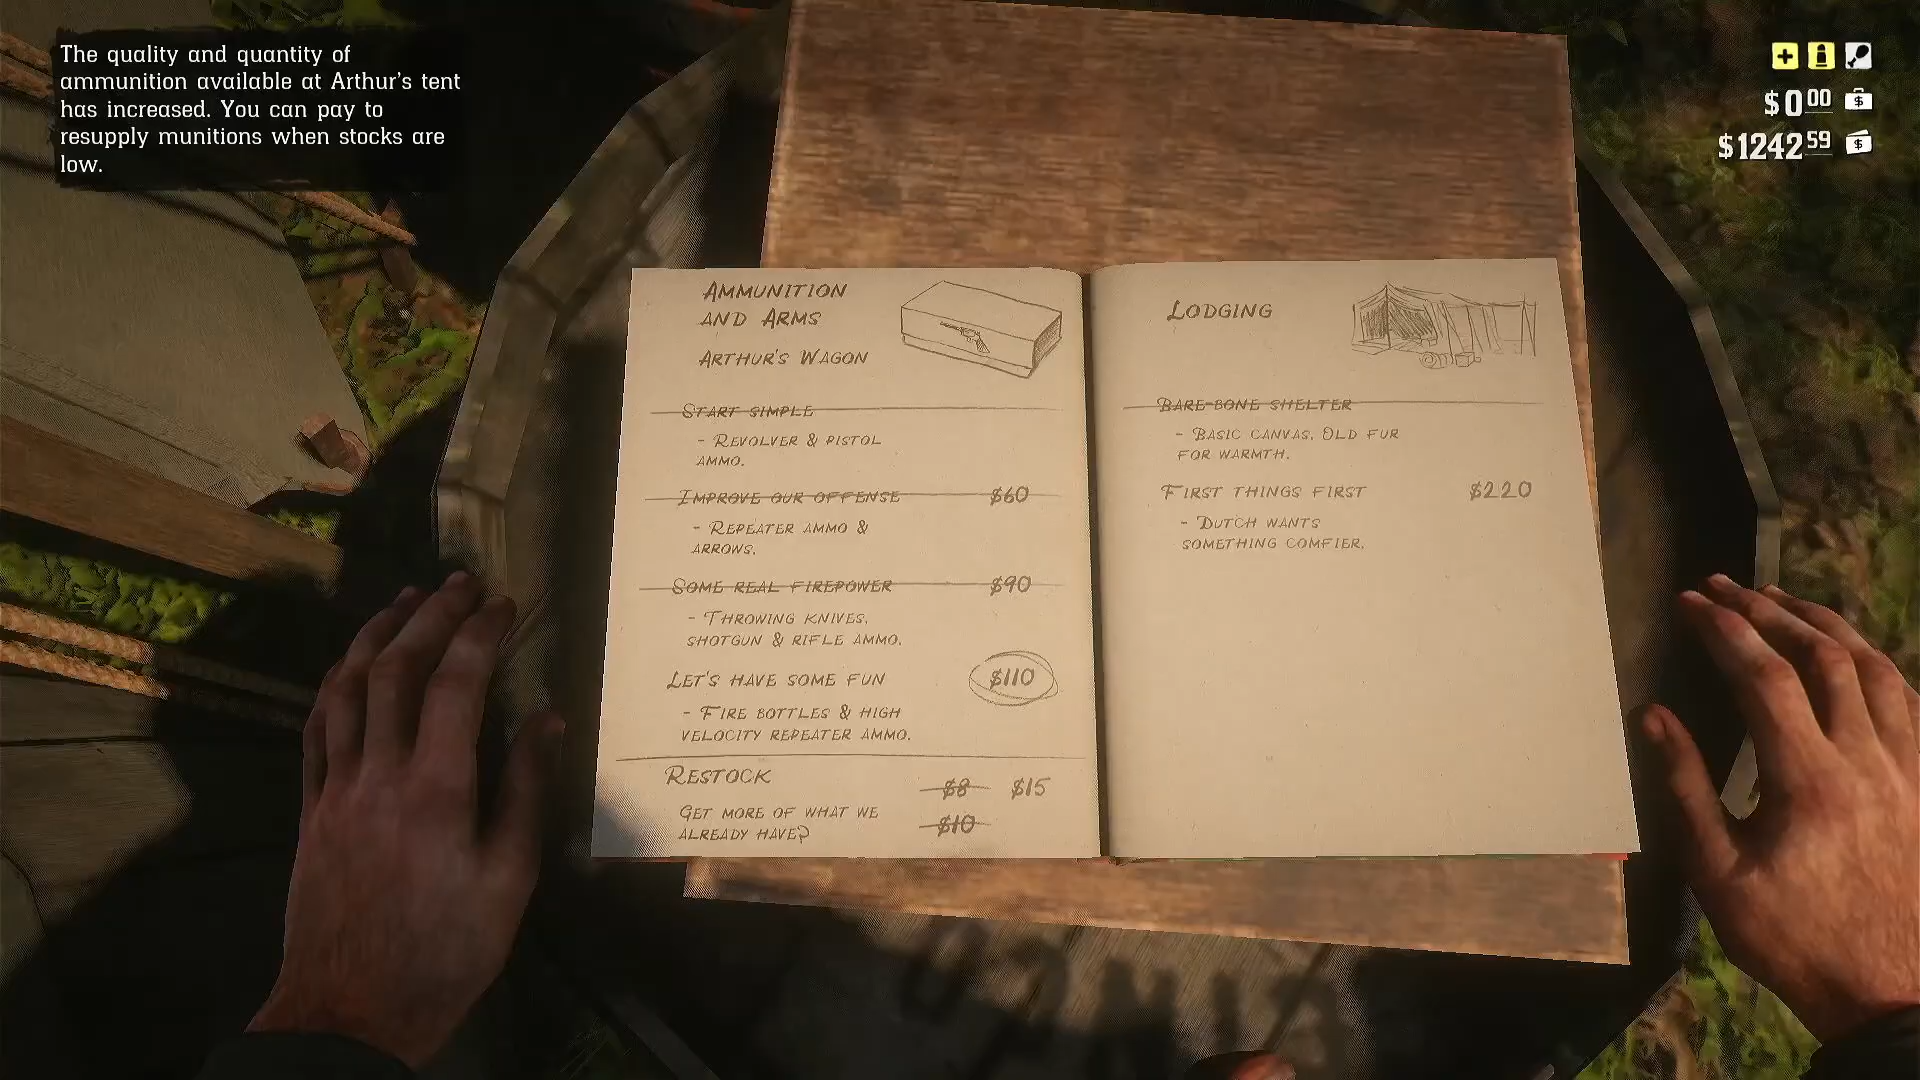 The quality and quantity of
ammunition available at Arthur's tent
has increased. You can pay to
resupply munitions when stocks are
low.
$0.00
$1242.59
AMMUNITION
AND ARMS
ARTHUR'S WAGON
START SIMPLE
- REVOLVER & PISTOL
AMMO.
IMPROVE OUR OFFENSE $60
- REPEATER AMMO &
ARROWS.
SOME REAL FIREPOWER $90
- THROWING KNIVES,
SHOTGUN & RIFLE AMMO.
LET'S HAVE SOME FUN $110
- FIRE BOTTLES & HIGH
VELOCITY REPEATER AMMO.
RESTOCK $8 $15
GET MORE OF WHAT WE
ALREADY HAVE? $10
LODGING
BARE-BONE SHELTER
- BASIC CANVAS, OLD FUR
FOR WARMTH.
FIRST THINGS FIRST $220
- DUTCH WANTS
SOMETHING COMFIER.